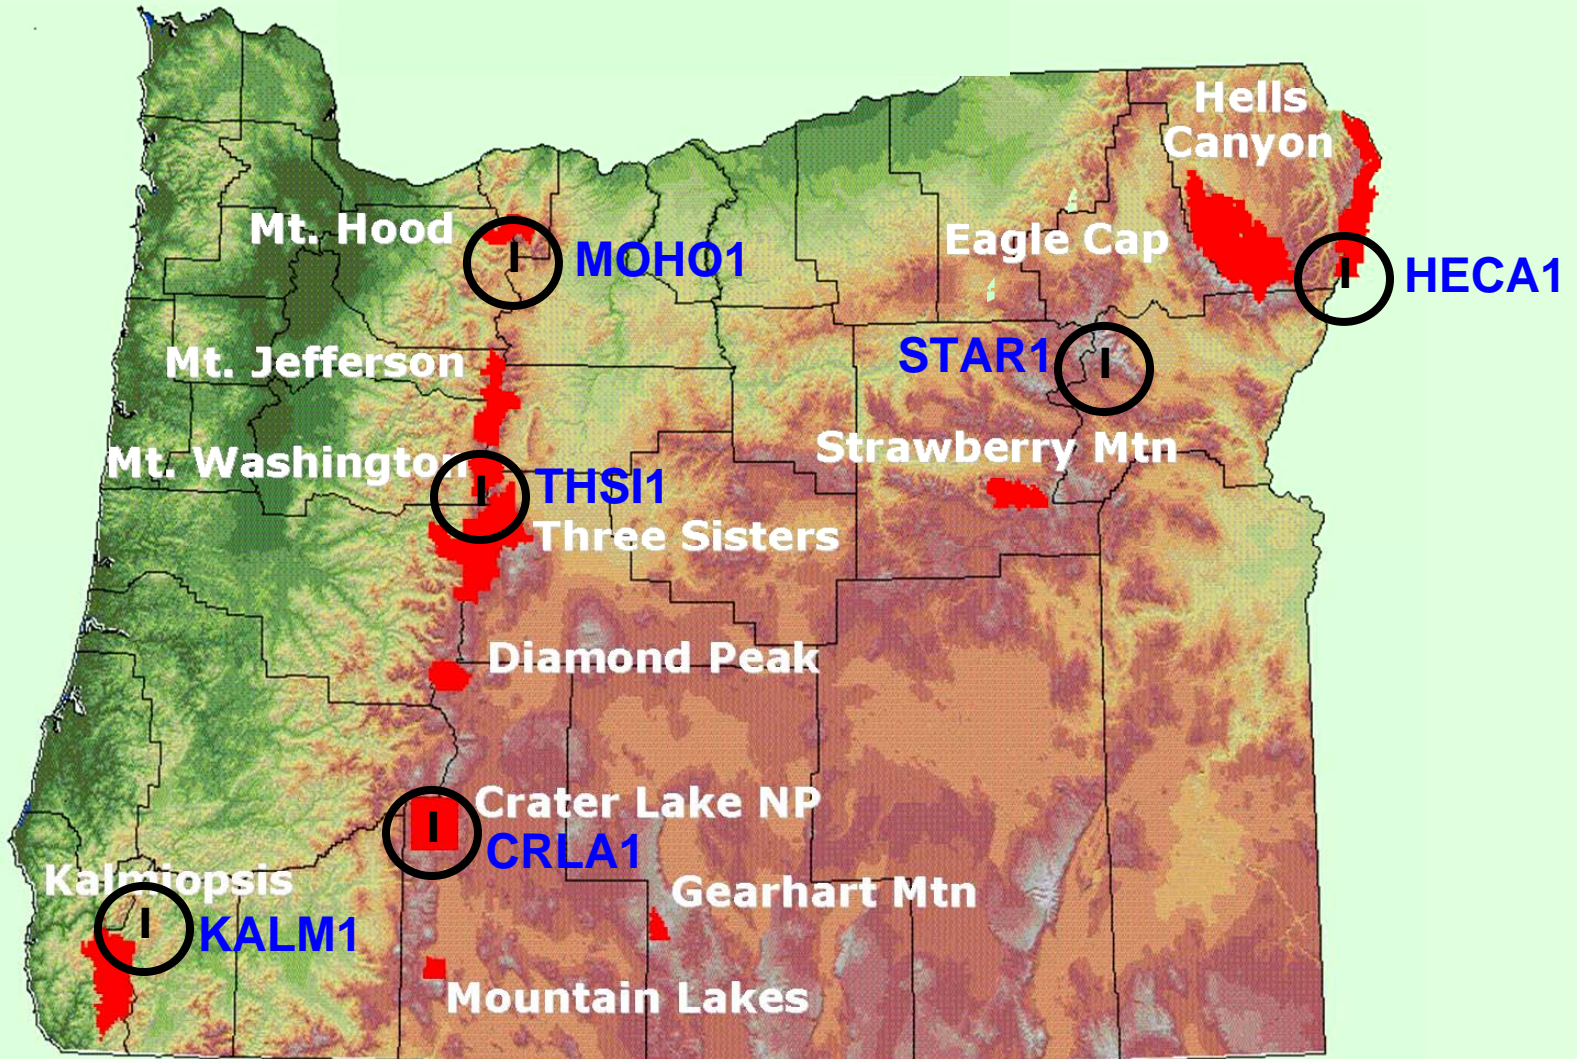 Hells
Canyon
Mt. Hood
I
MOHO1
Eagle Cap
I
HECA1
Mt. Jefferson
STAR1
I
Mt. Washington
I
THSI1
Strawberry Mtn
Three Sisters
Diamond Peak
Crater Lake NP
I
CRLA1
Kalmiopsis
Gearhart Mtn
I
KALM1
Mountain Lakes